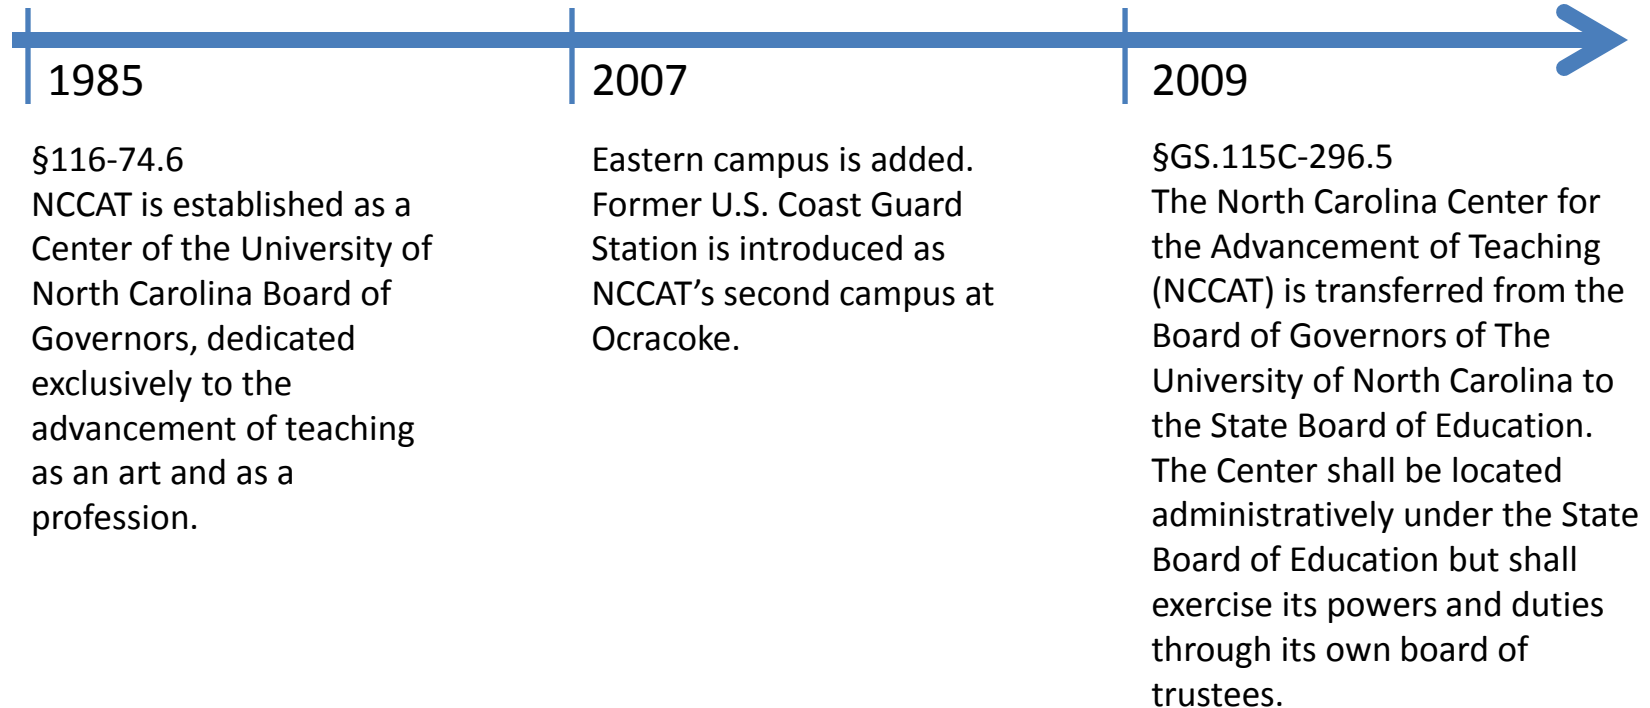 1985
§116-74.6
NCCAT is established as a
Center of the University of
North Carolina Board of
Governors, dedicated
exclusively to the
advancement of teaching
as an art and as a
profession.
2007
Eastern campus is added.
Former U.S. Coast Guard
Station is introduced as
NCCAT’s second campus at
Ocracoke.
2009
§GS.115C-296.5
The North Carolina Center for
the Advancement of Teaching
(NCCAT) is transferred from the
Board of Governors of The
University of North Carolina to
the State Board of Education.
The Center shall be located
administratively under the State
Board of Education but shall
exercise its powers and duties
through its own board of
trustees.